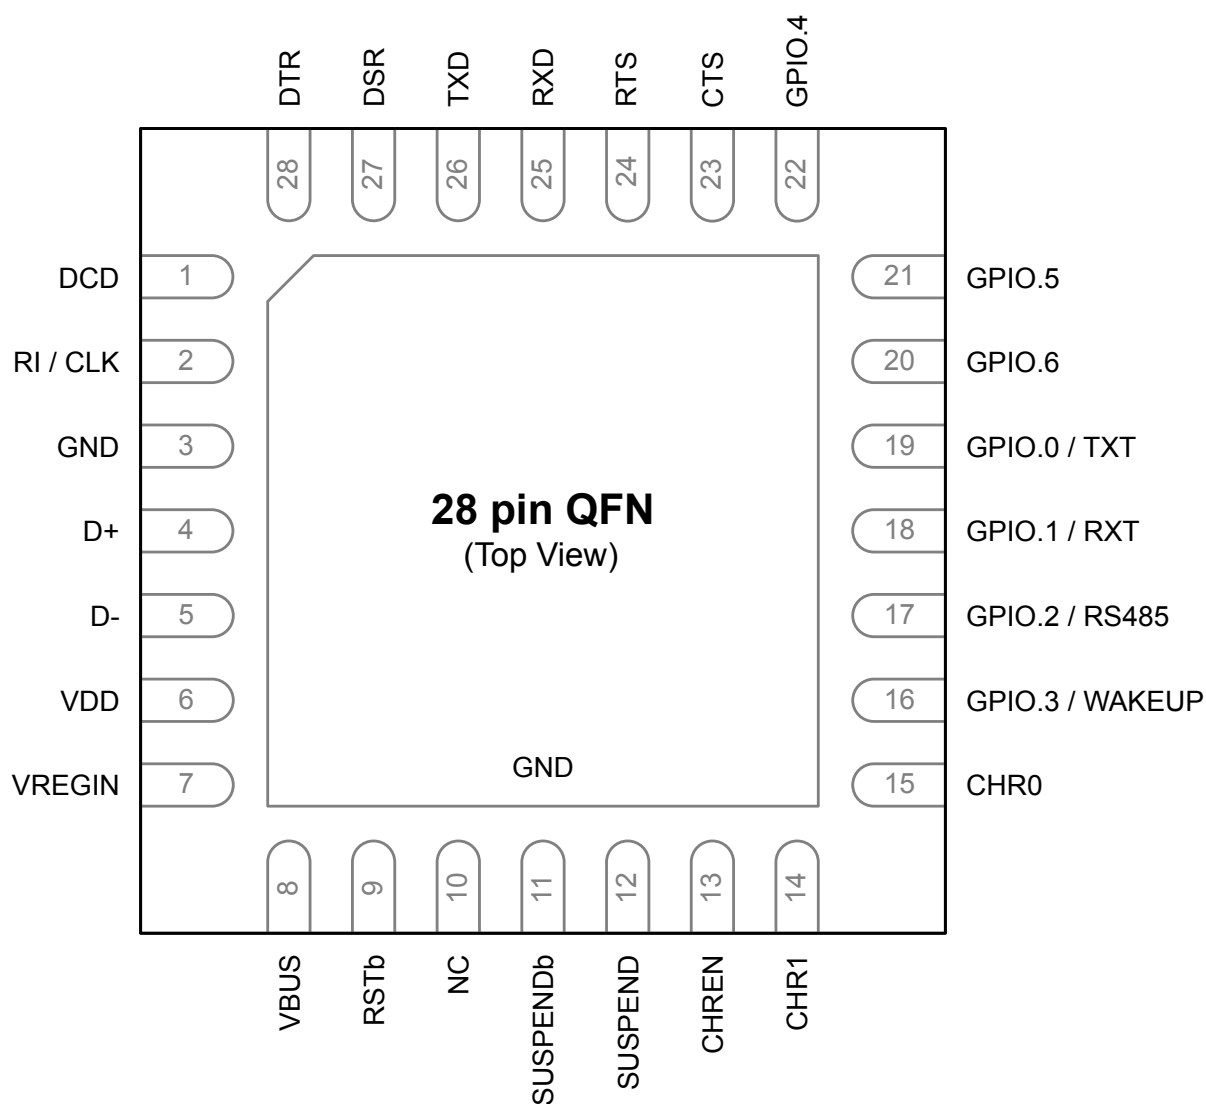 DTR
DSR
TXD
RXD
RTS
CTS
GPIO.4
28
27
26
25
24
23
22
DCD 1
RI / CLK 2
GND 3
D+ 4
D- 5
VDD 6
VREGIN 7
28 pin QFN
(Top View)
GND
21 GPIO.5
20 GPIO.6
19 GPIO.0 / TXT
18 GPIO.1 / RXT
17 GPIO.2 / RS485
16 GPIO.3 / WAKEUP
15 CHR0
8
9
10
11
12
13
14
VBUS
RSTb
NC
SUSPENDb
SUSPEND
CHREN
CHR1